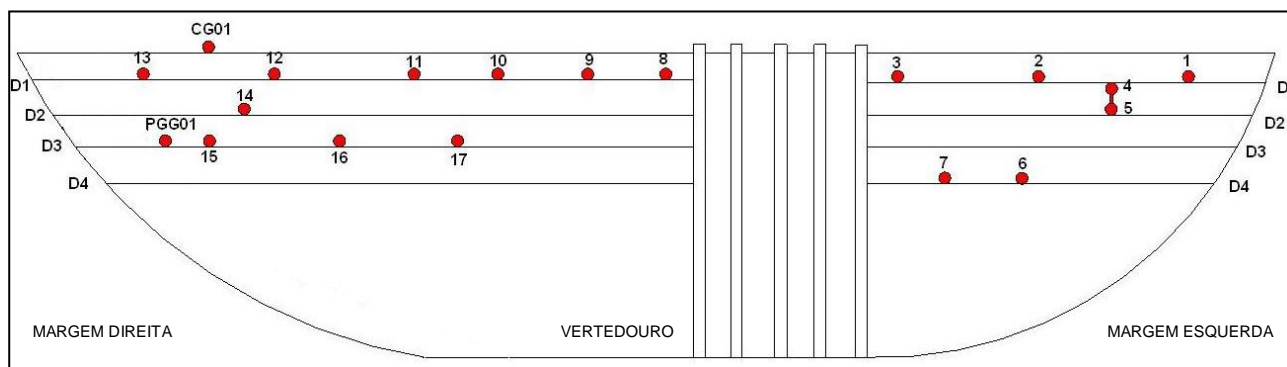 CG01
13 12 11 10 9 8 3 2 1
D1 D
4
14 5
D2 D2
PGG01
D3 15 16 17 D3
7 6
D4 D4
MARGEM DIREITA VERTEDOURO MARGEM ESQUERDA